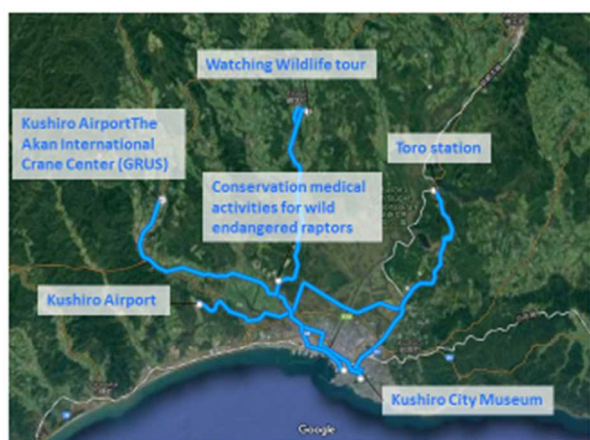 Watching Wildlife tour
Kushiro AirportThe
Akan International
Crane Center (GRUS)
Toro station
Conservation medical
activities for wild
endangered raptors
Kushiro Airport
Kushiro City Museum
Google